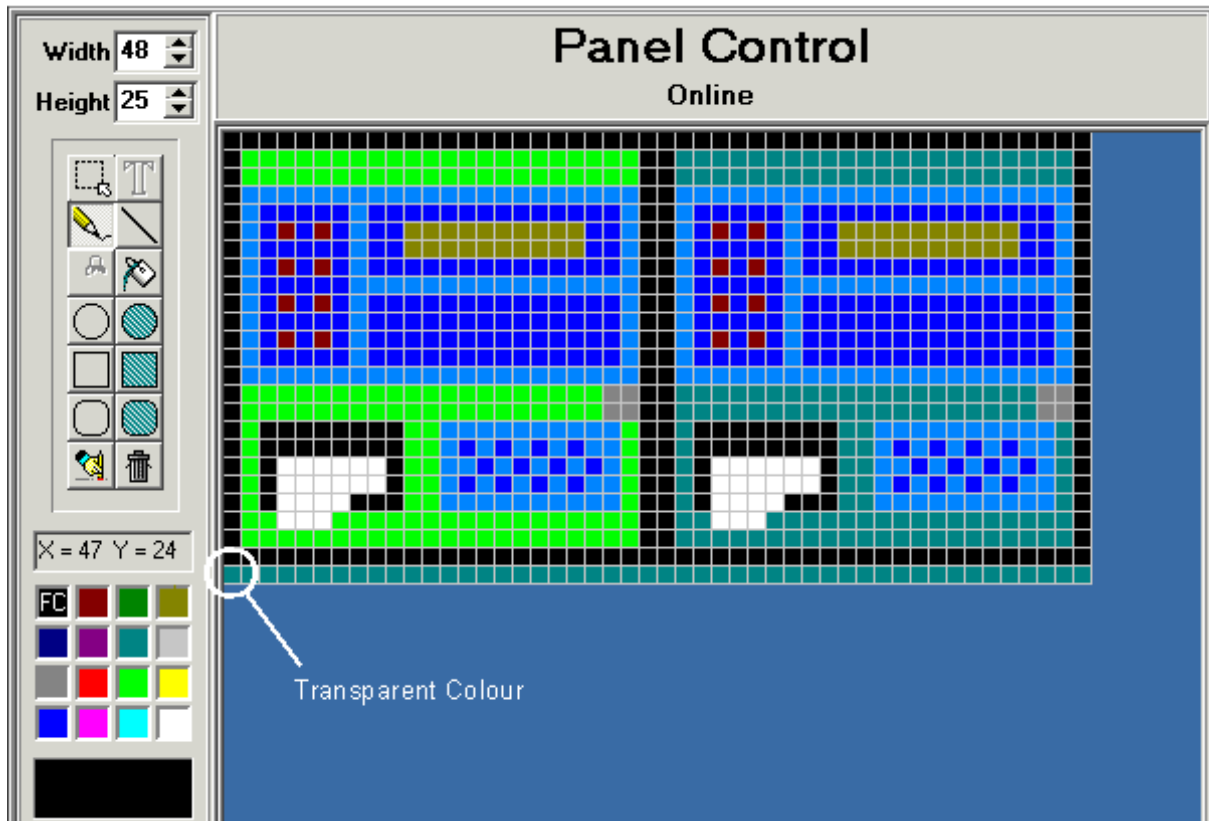 Width 48
Height 25
Panel Control
Online
T
X = 47 Y = 24
FC
Transparent Colour